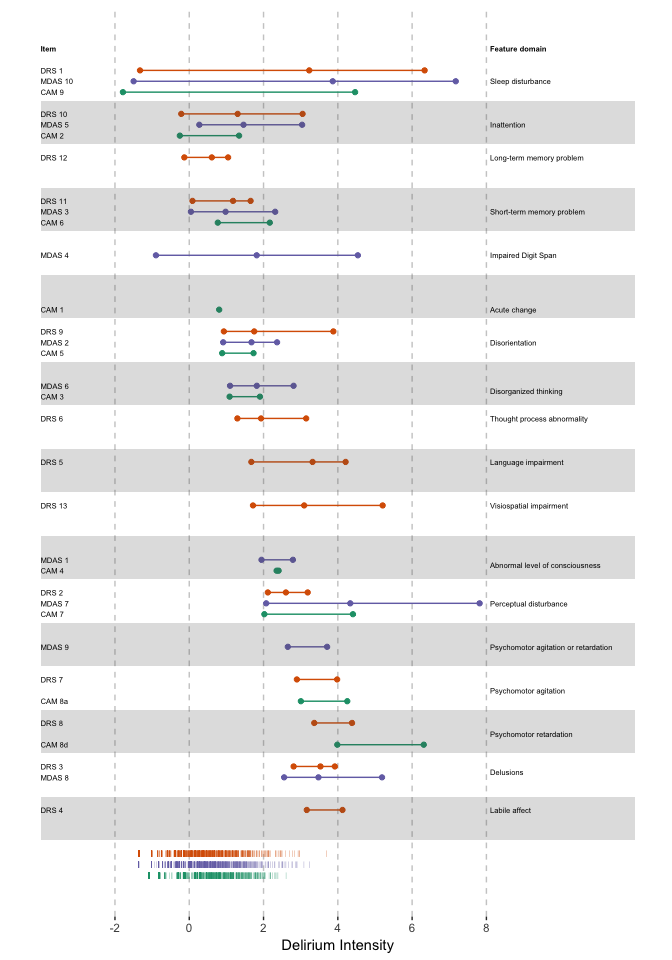 Item Feature domain
DRS 1
MDAS 10 Sleep disturbance
CAM 9
DRS 10
MDAS 5 Inattention
CAM 2
DRS 12 Long-term memory problem
DRS 11
MDAS 3 Short-term memory problem
CAM 6
MDAS 4 Impaired Digit Span
CAM 1 Acute change
DRS 9
MDAS 2 Disorientation
CAM 5
MDAS 6
Disorganized thinking
CAM 3
DRS 6 Thought process abnormality
DRS 5 Language impairment
DRS 13 Visiospatial impairment
MDAS 1
Abnormal level of consciousness
CAM 4
DRS 2
MDAS 7 Perceptual disturbance
CAM 7
MDAS 9 Psychomotor agitation or retardation
DRS 7
Psychomotor agitation
CAM 8a
DRS 8
Psychomotor retardation
CAM 8d
DRS 3
Delusions
MDAS 8
DRS 4 Labile affect
-2 0 2 4 6 8
Delirium Intensity